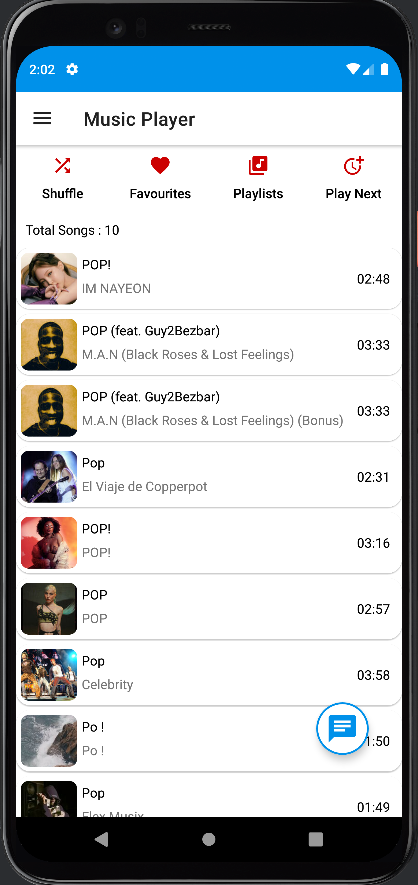 2:02
Music Player
Shuffle Favourites Playlists Play Next
Total Songs : 10
POP!
IM NAYEON
02:48
POP (feat. Guy2Bezbar)
M.A.N (Black Roses & Lost Feelings)
03:33
POP (feat. Guy2Bezbar)
M.A.N (Black Roses & Lost Feelings) (Bonus)
03:33
Pop
El Viaje de Copperpot
02:31
POP!
POP!
03:16
POP
POP
02:57
Pop
Celebrity
03:58
Po !
Po !
1:50
Pop
Flex Musix
01:49